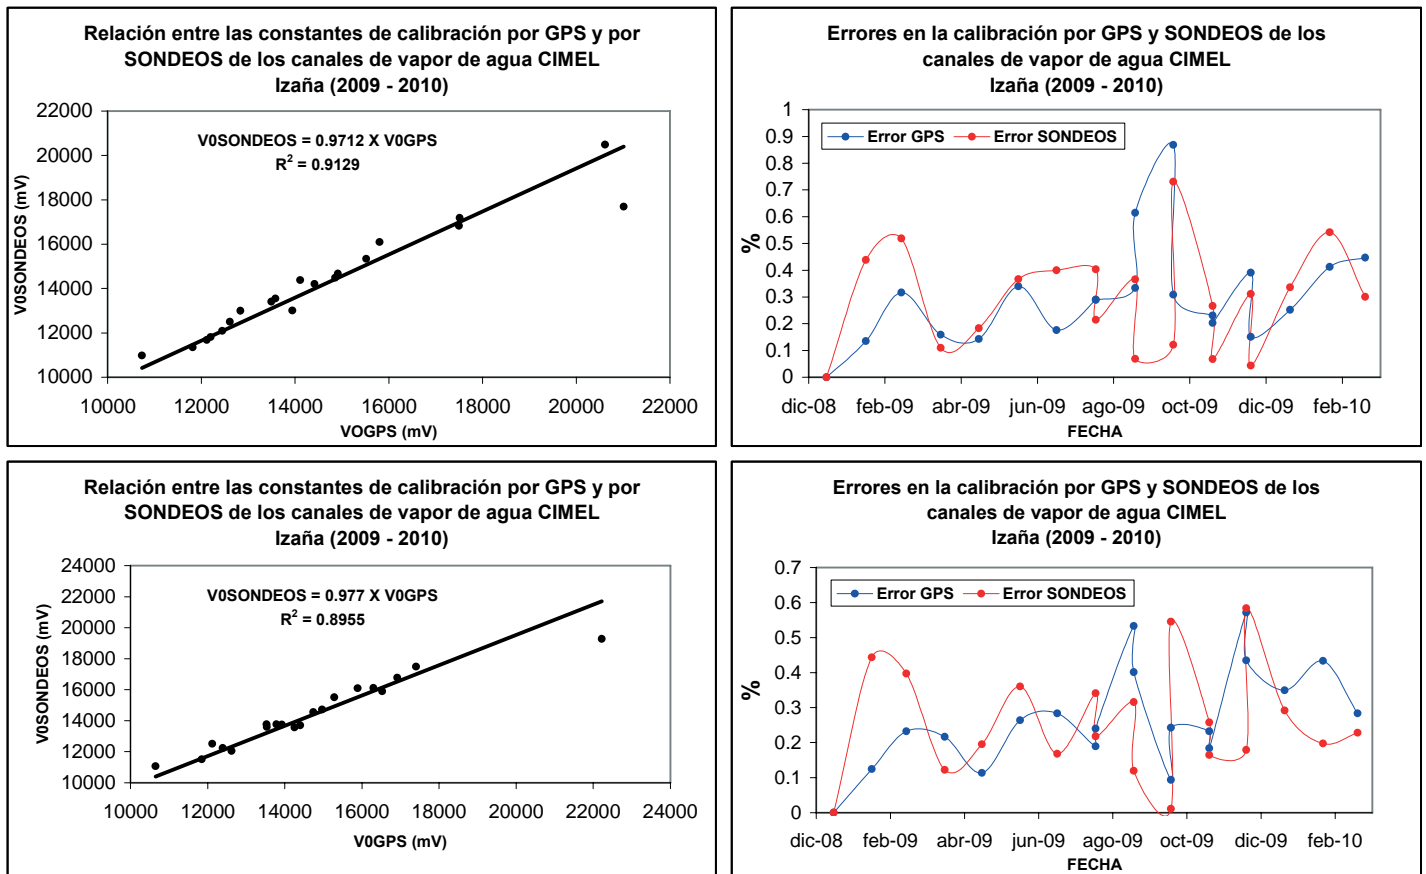 Relación entre las constantes de calibración por GPS y por
SONDEOS de los canales de vapor de agua CIMEL
Izaña (2009 - 2010)
22000
20000
18000
16000
14000
12000
10000
V0SONDEOS (mV)
V0SONDEOS = 0.9712 X V0GPS
R² = 0.9129
10000 12000 14000 16000 18000 20000 22000
VOGPS (mV)
Errores en la calibración por GPS y SONDEOS de los
canales de vapor de agua CIMEL
Izaña (2009 - 2010)
1
0.9
0.8
0.7
0.6
0.5
0.4
0.3
0.2
0.1
0
%
Error GPS Error SONDEOS
dic-08 feb-09 abr-09 jun-09 ago-09 oct-09 dic-09 feb-10
FECHA
Relación entre las constantes de calibración por GPS y por
SONDEOS de los canales de vapor de agua CIMEL
Izaña (2009 - 2010)
24000
22000
20000
18000
16000
14000
12000
10000
V0SONDEOS (mV)
V0SONDEOS = 0.977 X V0GPS
R² = 0.8955
10000 12000 14000 16000 18000 20000 22000 24000
V0GPS (mV)
Errores en la calibración por GPS y SONDEOS de los
canales de vapor de agua CIMEL
Izaña (2009 - 2010)
0.7
0.6
0.5
0.4
0.3
0.2
0.1
0
%
Error GPS Error SONDEOS
dic-08 feb-09 abr-09 jun-09 ago-09 oct-09 dic-09 feb-10
FECHA